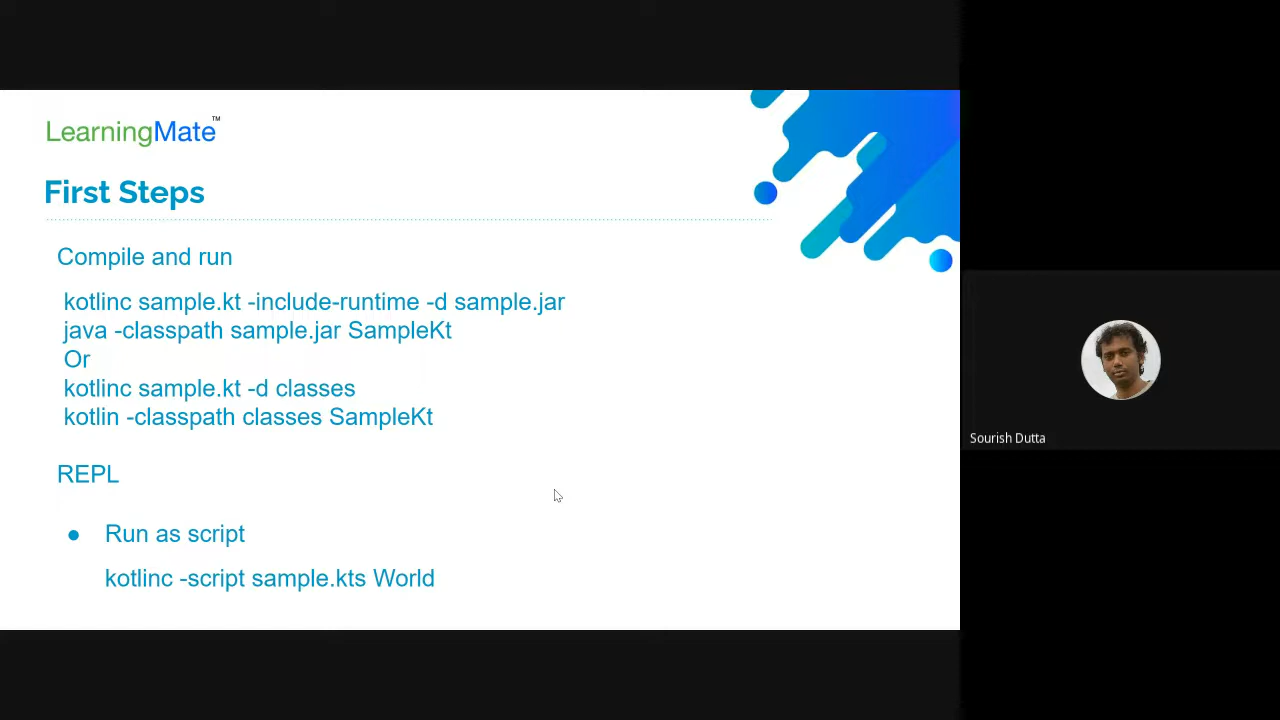 LearningMate™
First Steps
Compile and run
kotlinc sample.kt -include-runtime -d sample.jar
java -classpath sample.jar SampleKt
Or
kotlinc sample.kt -d classes
kotlin -classpath classes SampleKt
REPL
● Run as script
kotlinc -script sample.kts World
Sourish Dutta